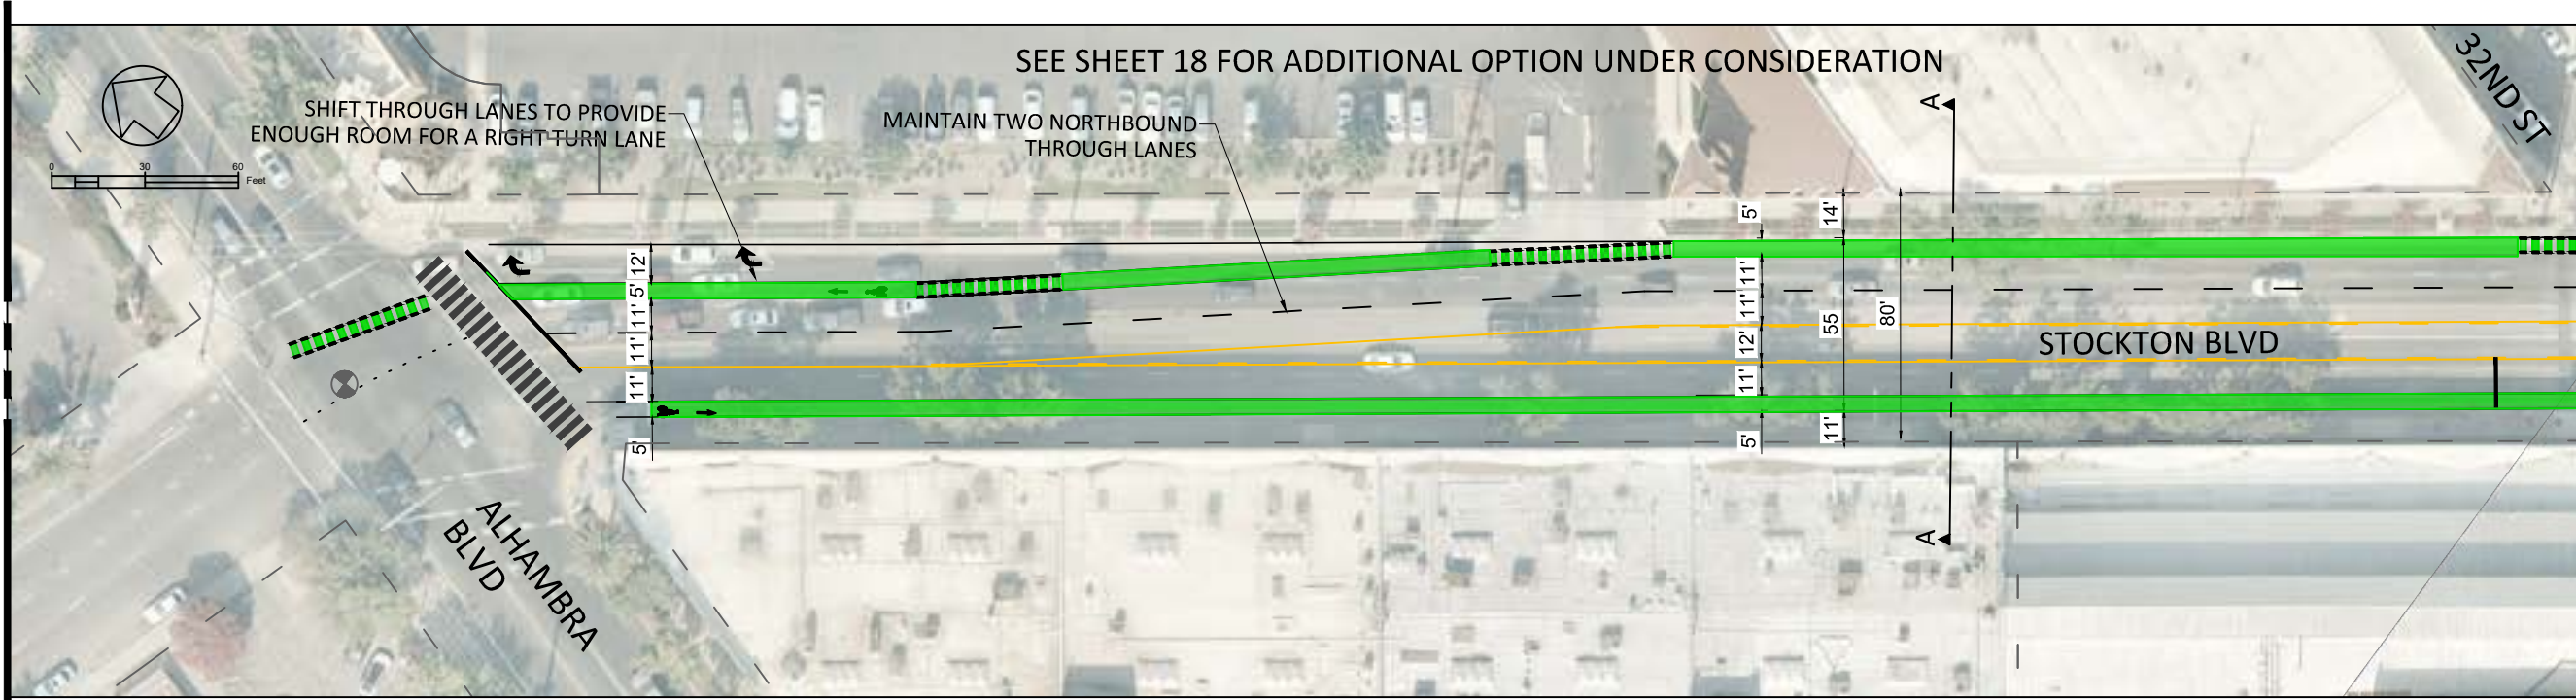 SEE SHEET 18 FOR ADDITIONAL OPTION UNDER CONSIDERATION
32ND ST
SHIFT THROUGH LANES TO PROVIDE
ENOUGH ROOM FOR A RIGHT TURN LANE
MAINTAIN TWO NORTHBOUND
THROUGH LANES
0 30 60
Feet
A
12'
5'
11'
11'
11'
5'
5'
11'
11'
12'
11'
5'
14'
55
11'
80'
STOCKTON BLVD
A
ALHAMBRA
BLVD